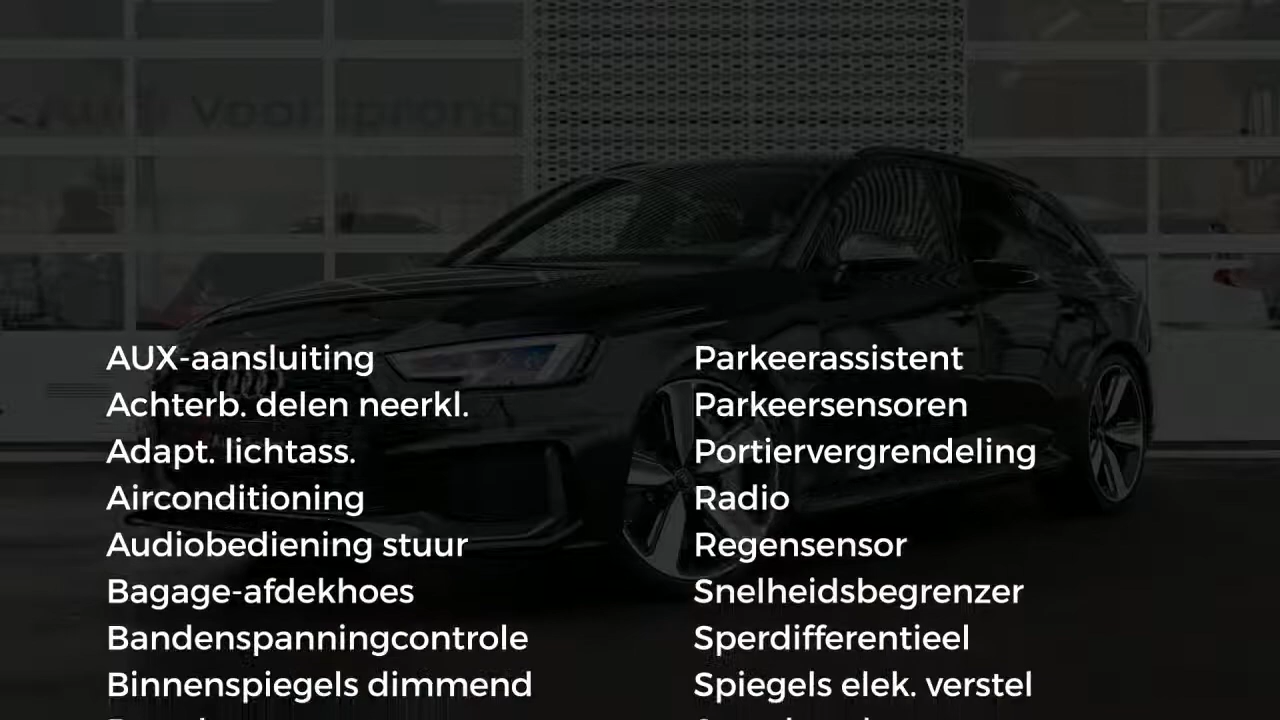 AUX-aansluiting
Achterb. delen neerkl.
Adapt. lichtass.
Airconditioning
Audiobediening stuur
Bagage-afdekhoes
Bandenspanningcontrole
Binnenspiegels dimmend
Parkeerassistent
Parkeersensoren
Portiervergrendeling
Radio
Regensensor
Snelheidsbegrenzer
Sperdifferentieel
Spiegels elek. verstel